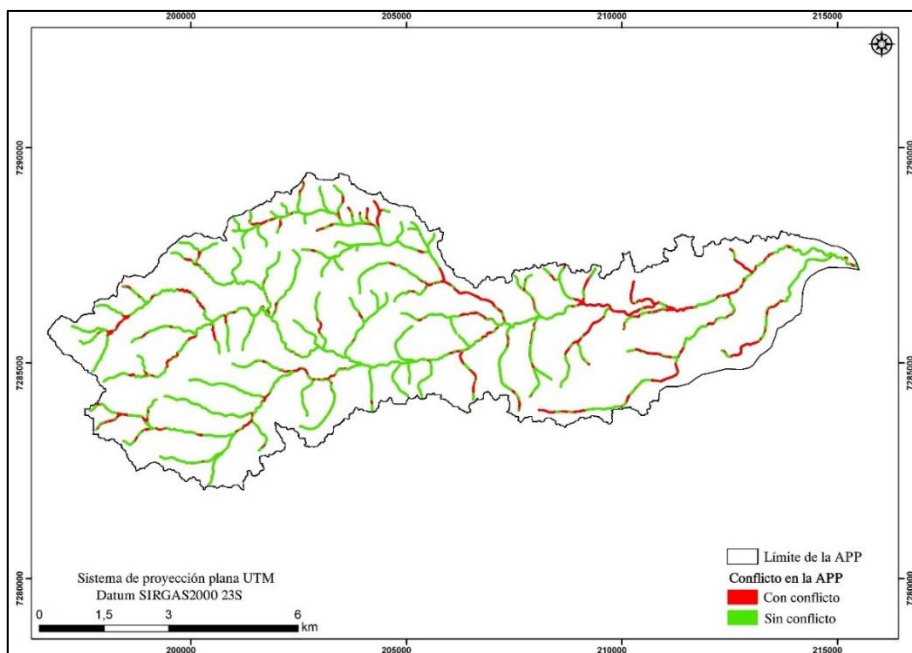 200000 205000 210000 215000
7290000 7290000
7285000 7285000
7280000 7280000
Límite de la APP
Conflicto en la APP
Con conflicto
Sin conflicto
Sistema de proyección plana UTM
Datum SIRGAS2000 23S
0 1,5 3 6
km
200000 205000 210000 215000